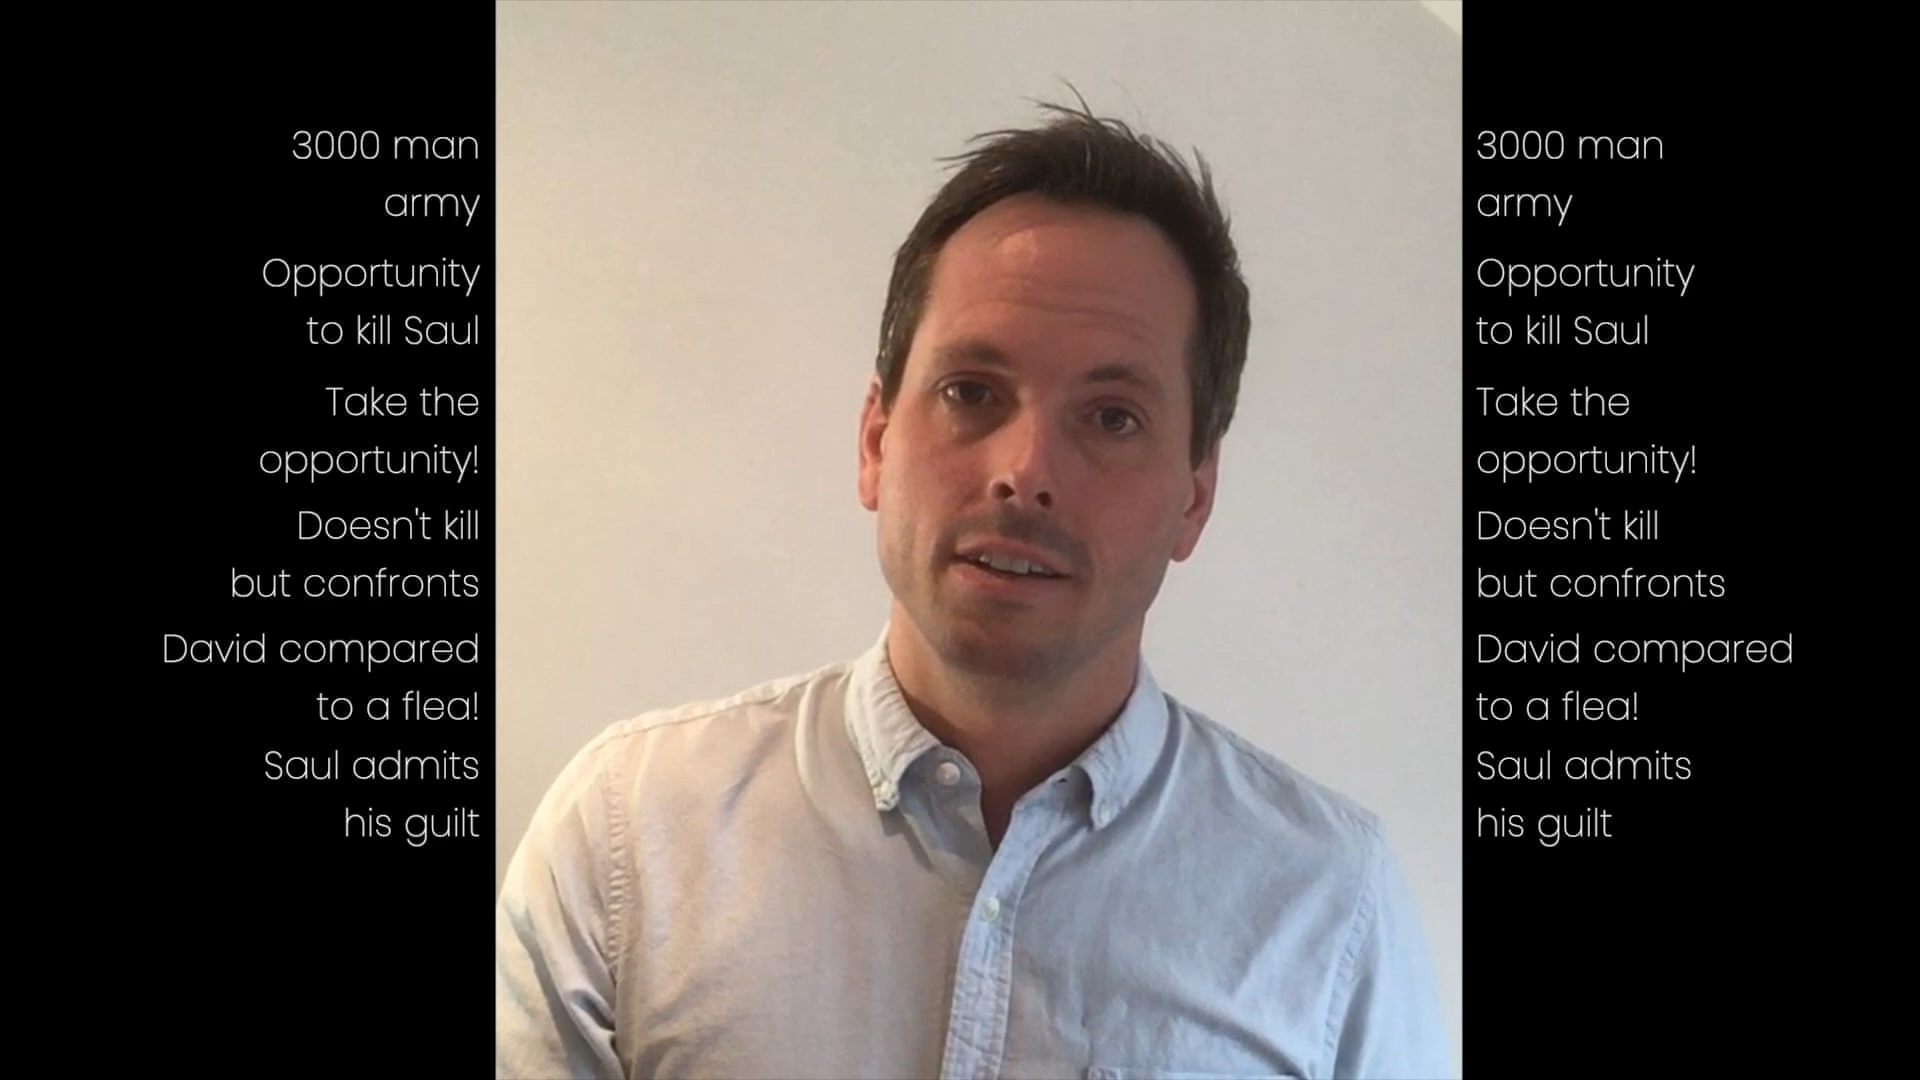 3000 man
army
Opportunity
to kill Saul
Take the
opportunity!
Doesn't kill
but confronts
David compared
to a flea!
Saul admits
his guilt
3000 man
army
Opportunity
to kill Saul
Take the
opportunity!
Doesn't kill
but confronts
David compared
to a flea!
Saul admits
his guilt